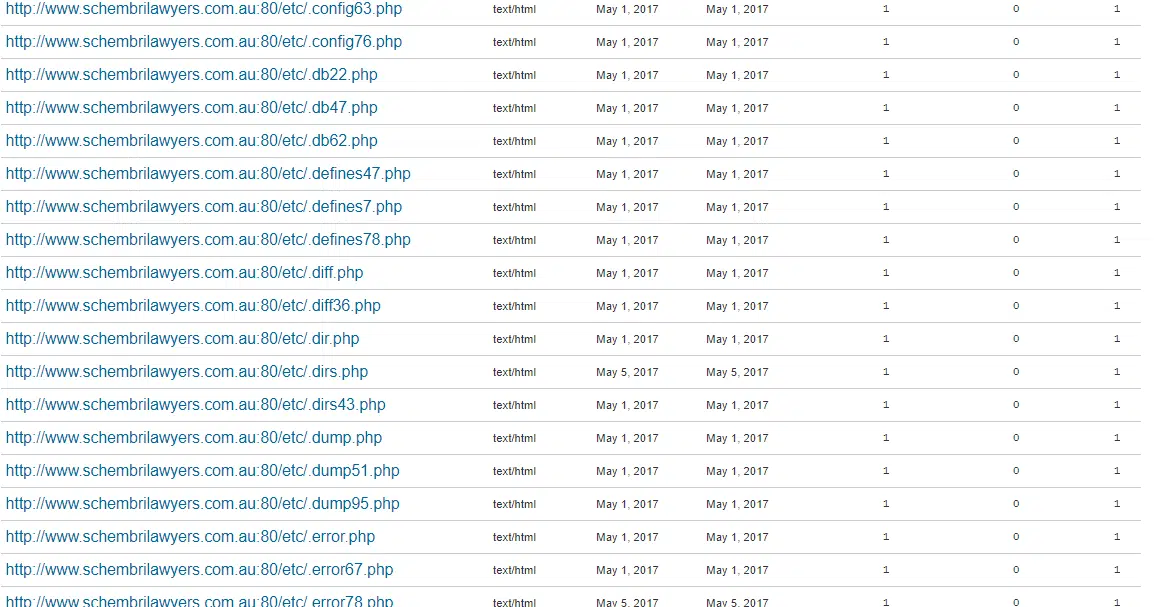 http://www.schembrilawyers.com.au:80/etc/.config63.php text/html May 1, 2017 May 1, 2017 1 0 1
http://www.schembrilawyers.com.au:80/etc/.config76.php text/html May 1, 2017 May 1, 2017 1 0 1
http://www.schembrilawyers.com.au:80/etc/.db22.php text/html May 1, 2017 May 1, 2017 1 0 1
http://www.schembrilawyers.com.au:80/etc/.db47.php text/html May 1, 2017 May 1, 2017 1 0 1
http://www.schembrilawyers.com.au:80/etc/.db62.php text/html May 1, 2017 May 1, 2017 1 0 1
http://www.schembrilawyers.com.au:80/etc/.defines47.php text/html May 1, 2017 May 1, 2017 1 0 1
http://www.schembrilawyers.com.au:80/etc/.defines7.php text/html May 1, 2017 May 1, 2017 1 0 1
http://www.schembrilawyers.com.au:80/etc/.defines78.php text/html May 1, 2017 May 1, 2017 1 0 1
http://www.schembrilawyers.com.au:80/etc/.diff.php text/html May 1, 2017 May 1, 2017 1 0 1
http://www.schembrilawyers.com.au:80/etc/.diff36.php text/html May 1, 2017 May 1, 2017 1 0 1
http://www.schembrilawyers.com.au:80/etc/.dir.php text/html May 1, 2017 May 1, 2017 1 0 1
http://www.schembrilawyers.com.au:80/etc/.dirs.php text/html May 5, 2017 May 5, 2017 1 0 1
http://www.schembrilawyers.com.au:80/etc/.dirs43.php text/html May 1, 2017 May 1, 2017 1 0 1
http://www.schembrilawyers.com.au:80/etc/.dump.php text/html May 1, 2017 May 1, 2017 1 0 1
http://www.schembrilawyers.com.au:80/etc/.dump51.php text/html May 1, 2017 May 1, 2017 1 0 1
http://www.schembrilawyers.com.au:80/etc/.dump95.php text/html May 1, 2017 May 1, 2017 1 0 1
http://www.schembrilawyers.com.au:80/etc/.error.php text/html May 1, 2017 May 1, 2017 1 0 1
http://www.schembrilawyers.com.au:80/etc/.error67.php text/html May 1, 2017 May 1, 2017 1 0 1
http://www.schembrilawyers.com.au:80/etc/.error78.php text/html May 5, 2017 May 5, 2017 1 0 1